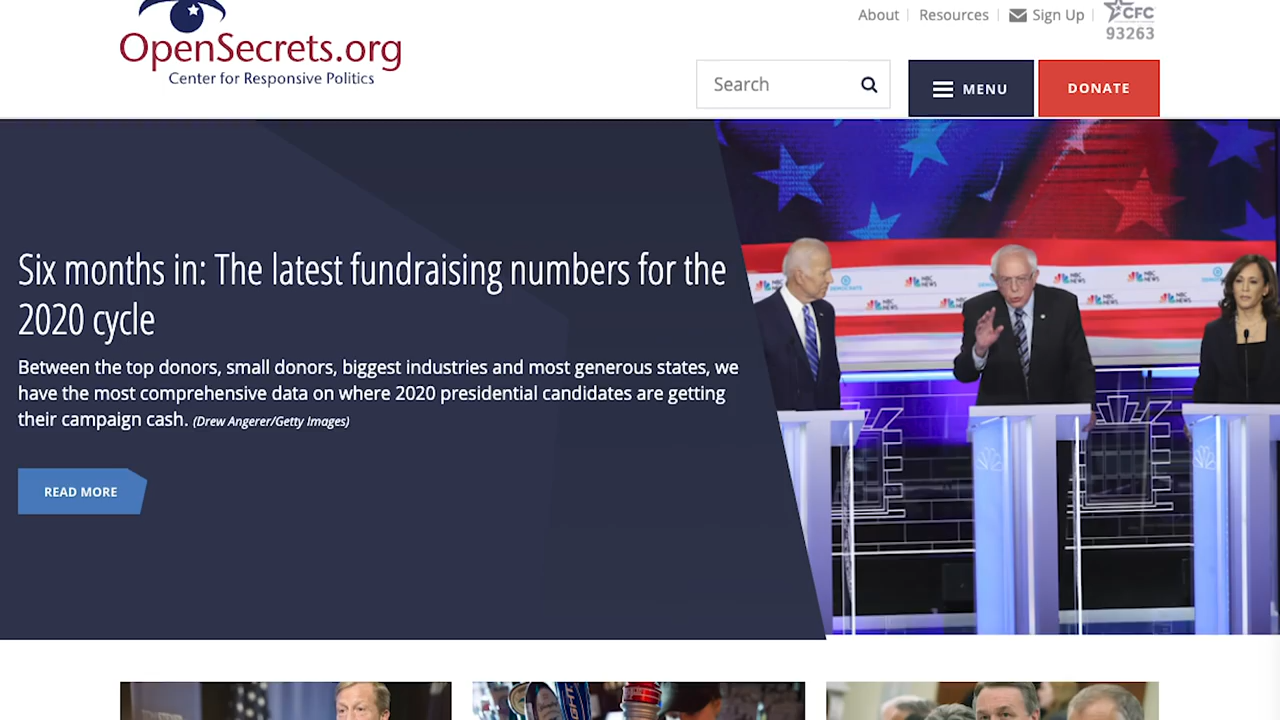 About
Resources
Sign Up
CFC
93263
OpenSecrets.org
Center for Responsive Politics
Search
MENU
DONATE
Six months in: The latest fundraising numbers for the
2020 cycle
Between the top donors, small donors, biggest industries and most generous states, we
have the most comprehensive data on where 2020 presidential candidates are getting
their campaign cash. (Drew Angerer/Getty Images)
READ MORE
NBC
NEWS